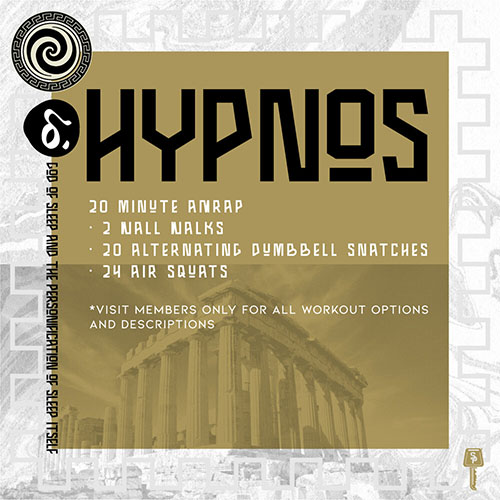 HYPNOS
20 MINUTE AMRAP
· 2 WALL WALKS
· 20 ALTERNATING DUMBBELL SNATCHES
· 24 AIR SQUATS
*VISIT MEMBERS ONLY FOR ALL WORKOUT OPTIONS
AND DESCRIPTIONS
GOD OF SLEEP AND THE PERSONIFICATION OF SLEEP ITSELF